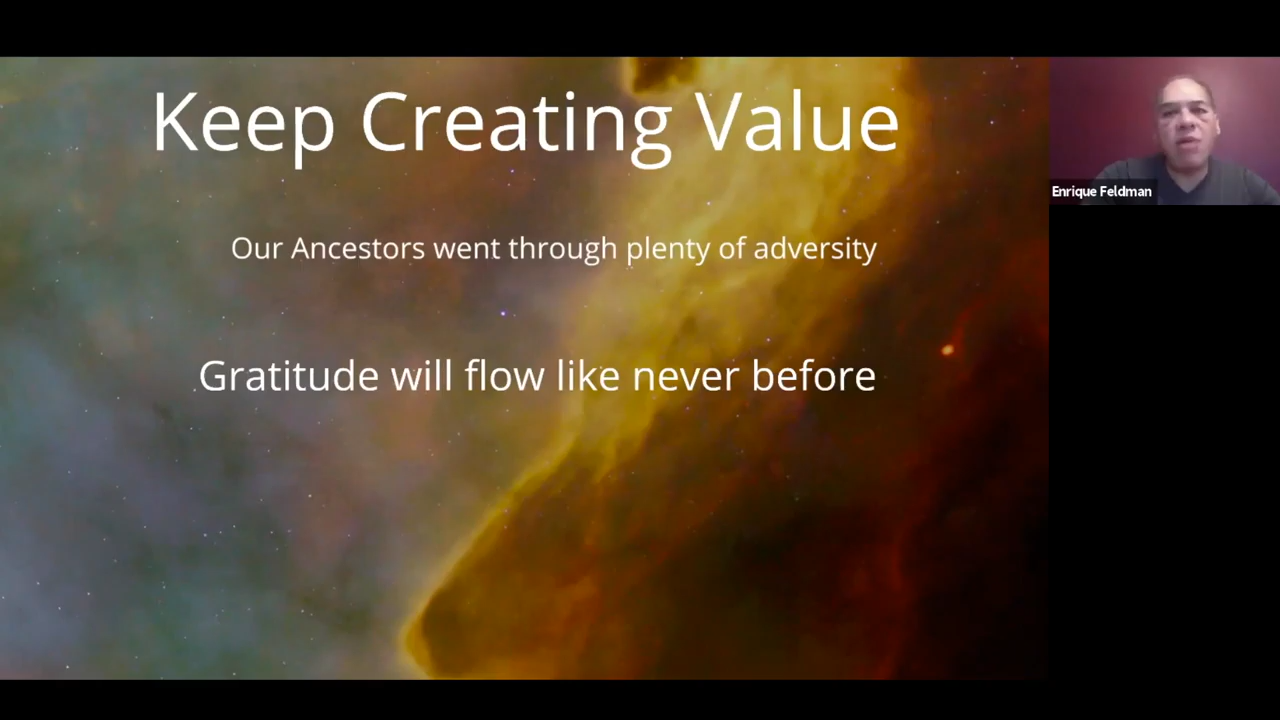 Keep Creating Value
Our Ancestors went through plenty of adversity
Gratitude will flow like never before
Enrique Feldman